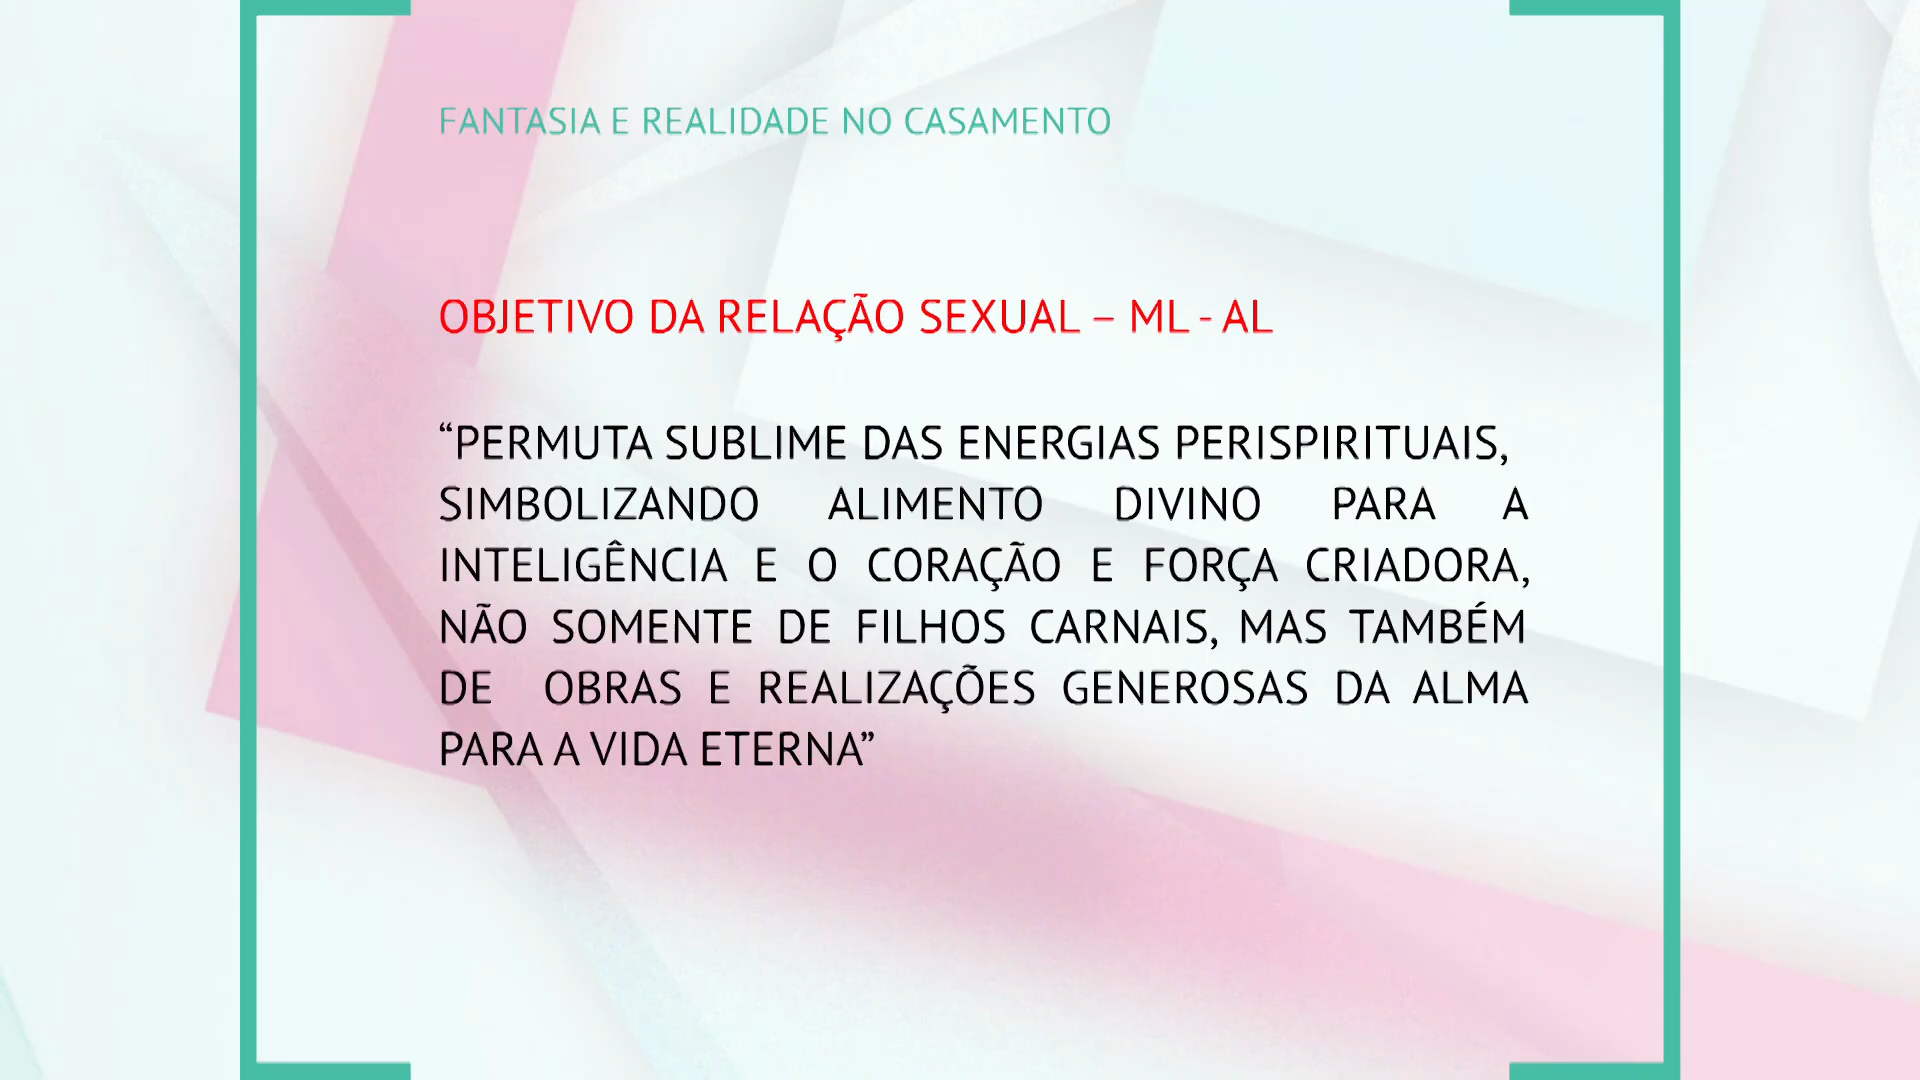 FANTASIA E REALIDADE NO CASAMENTO
OBJETIVO DA RELAÇÃO SEXUAL – ML - AL
“PERMUTA SUBLIME DAS ENERGIAS PERISPIRITUAIS,
SIMBOLIZANDO ALIMENTO DIVINO PARA A
INTELIGÊNCIA E O CORAÇÃO E FORÇA CRIADORA,
NÃO SOMENTE DE FILHOS CARNAIS, MAS TAMBÉM
DE OBRAS E REALIZAÇÕES GENEROSAS DA ALMA
PARA A VIDA ETERNA”